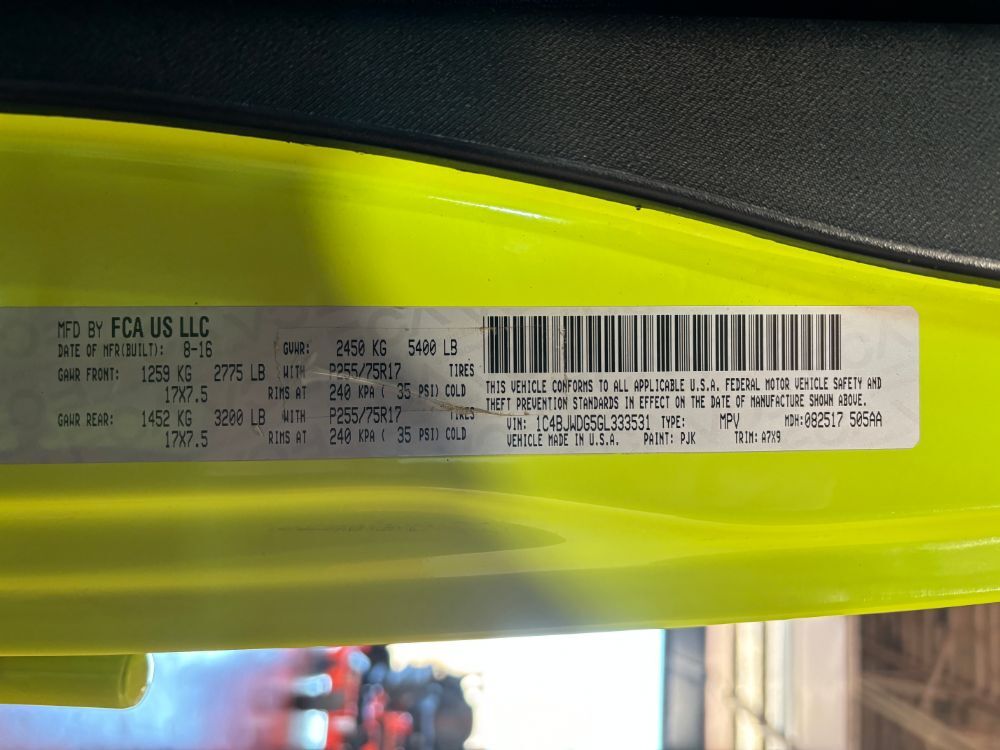 MFD BY FCA US LLC
DATE OF MFR(BUILT): 8-16 GVWR: 2450 KG 5400 LB
GAWR FRONT: 1259 KG 2775 LB WITH P255/75R17 TIRES
17X7.5 RIMS AT 240 KPA ( 35 PSI) COLD
GAWR REAR: 1452 KG 3200 LB WITH P255/75R17 TIRES
17X7.5 RIMS AT 240 KPA ( 35 PSI) COLD
THIS VEHICLE CONFORMS TO ALL APPLICABLE U.S.A. FEDERAL MOTOR VEHICLE SAFETY AND
THEFT PREVENTION STANDARDS IN EFFECT ON THE DATE OF MANUFACTURE SHOWN ABOVE.
VIN: 1C4BJWDG5GL333531 TYPE: MPV MDH:082517 505AA
VEHICLE MADE IN U.S.A. PAINT: PJK TRIM: A7X9